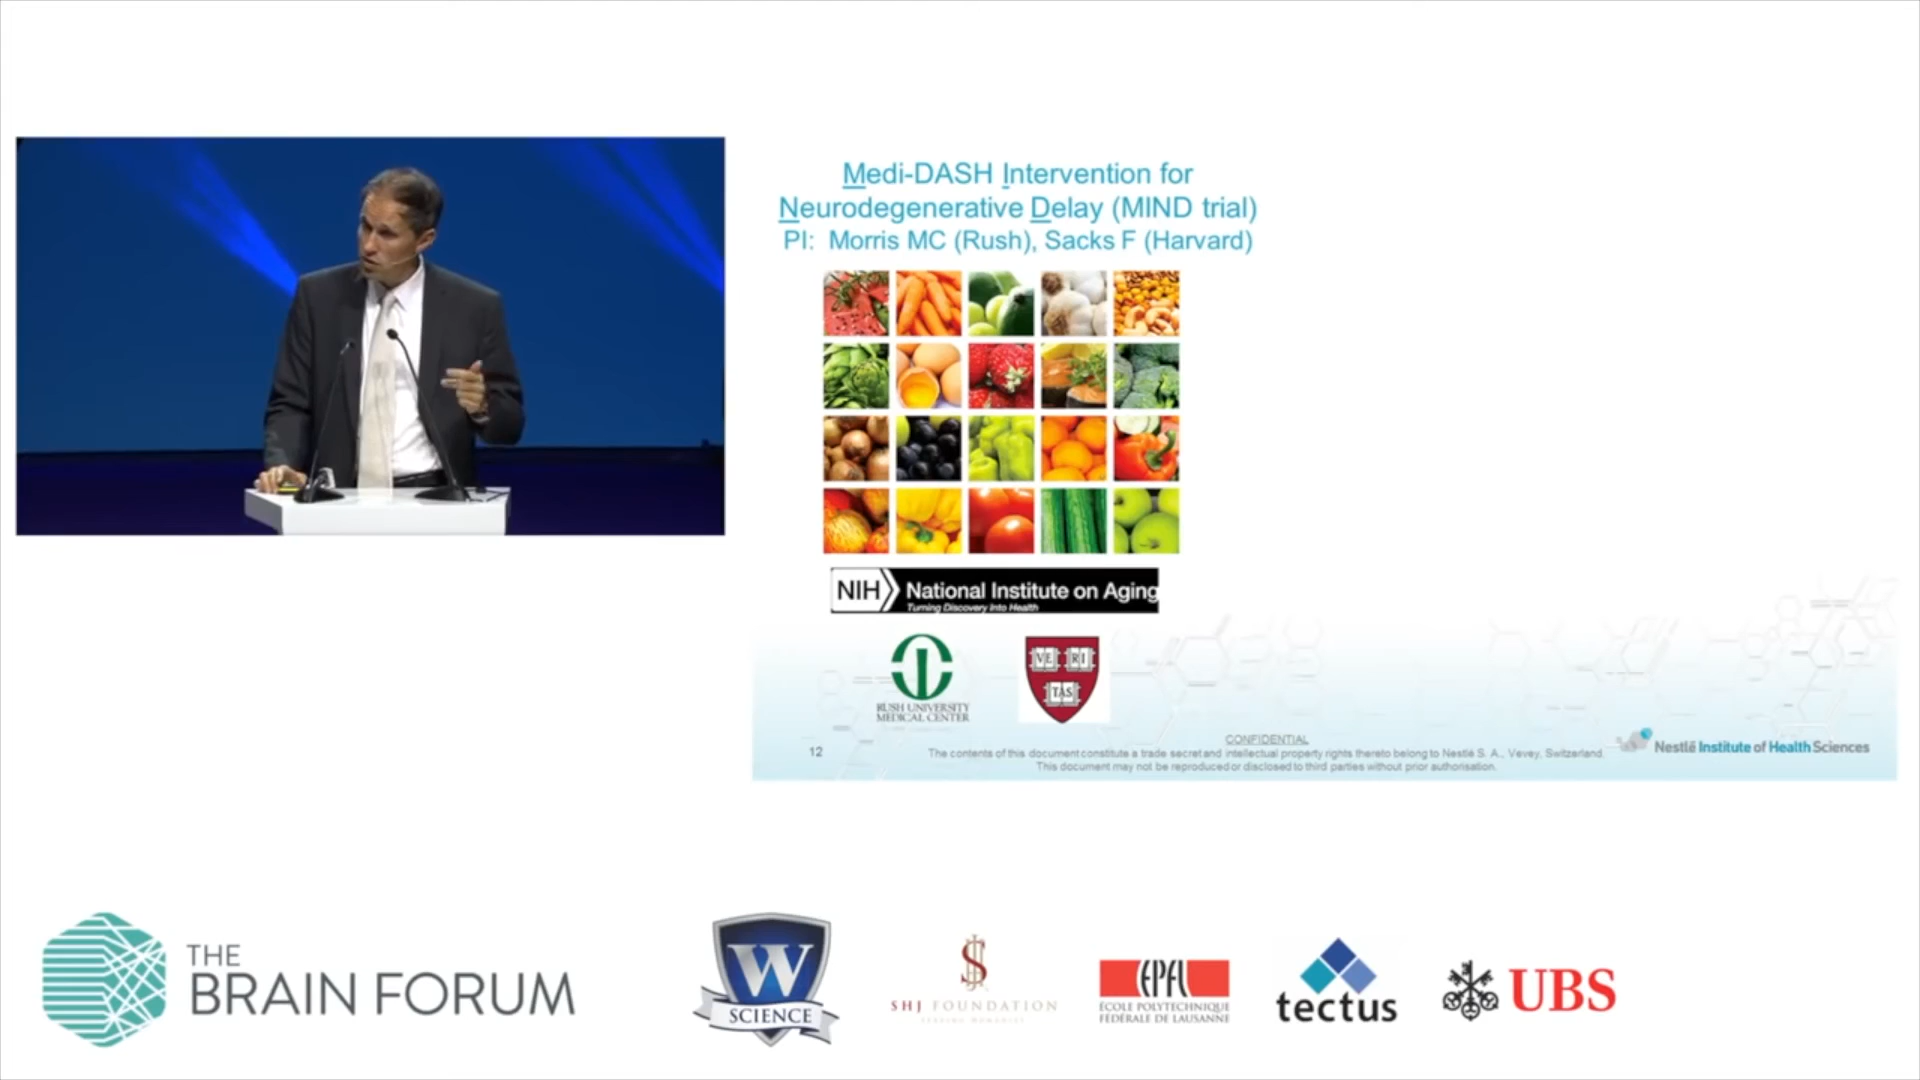 Medi-DASH Intervention for
Neurodegenerative Delay (MIND trial)
PI: Morris MC (Rush), Sacks F (Harvard)
NIH National Institute on Aging
Turning Discovery Into Health
VE RI
TAS
RUSH UNIVERSITY
MEDICAL CENTER
CONFIDENTIAL
12
The contents of this document constitute a trade secret and intellectual property rights thereto belong to Nestlé S. A., Vevey, Switzerland.
This document may not be reproduced or disclosed to third parties without prior authorisation.
Nestlé Institute of Health Sciences
THE
BRAIN FORUM
W
SCIENCE
SHJ FOUNDATION
EPFL
ÉCOLE POLYTECHNIQUE
FÉDÉRALE DE LAUSANNE
tectus
UBS